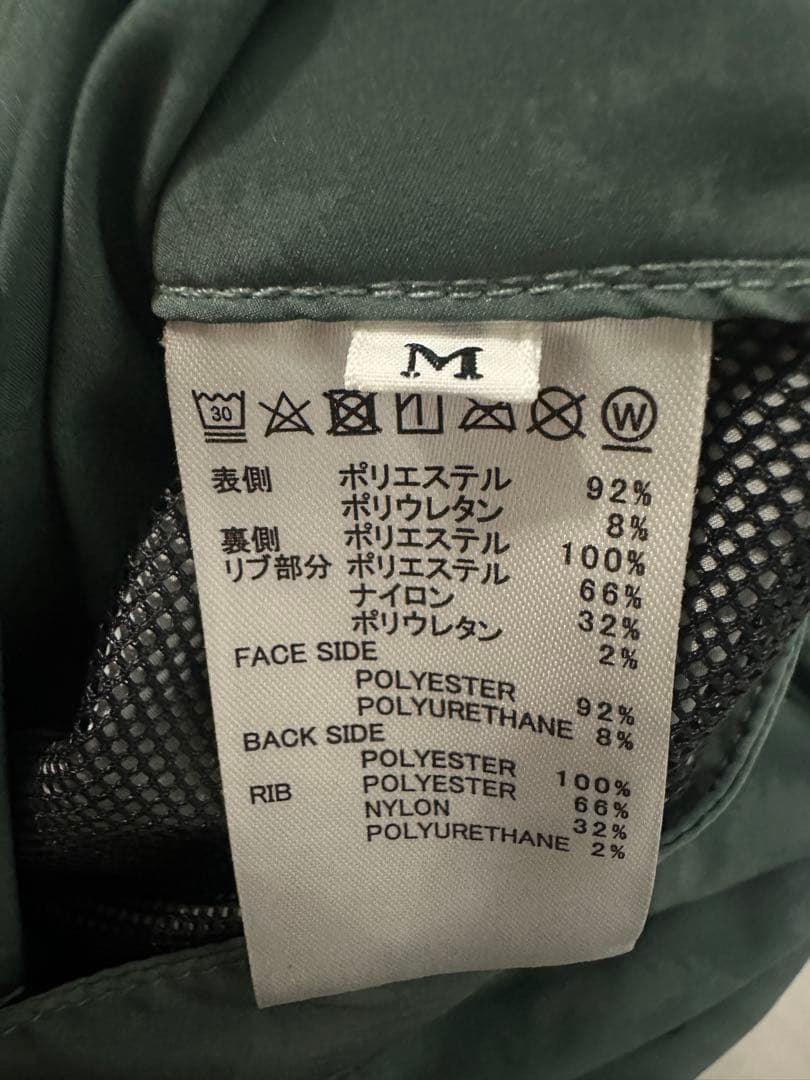 M
30
W
表側 ポリエステル 92%
ポリウレタン 8%
裏側 ポリエステル 100%
リブ部分 ポリエステル 66%
ナイロン 32%
ポリウレタン 2%
FACE SIDE
POLYESTER 92%
POLYURETHANE 8%
BACK SIDE
POLYESTER 100%
RIB POLYESTER 66%
NYLON 32%
POLYURETHANE 2%